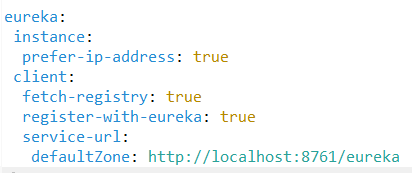 eureka:
 instance:
  prefer-ip-address: true
 client:
  fetch-registry: true
  register-with-eureka: true
  service-url:
   defaultZone: http://localhost:8761/eureka